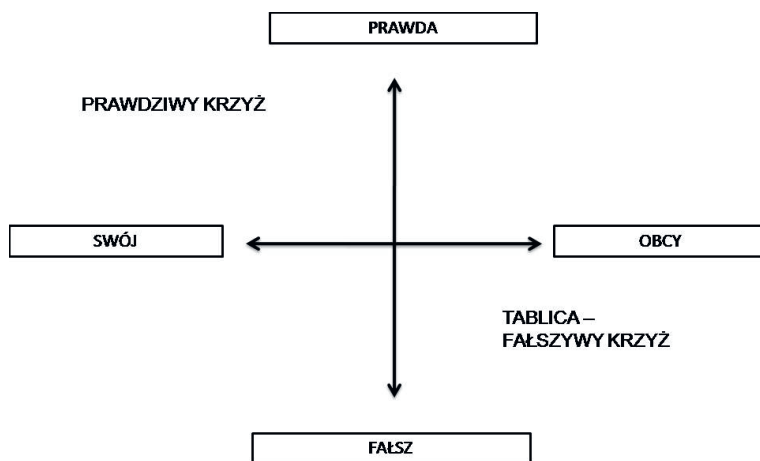 PRAWDA
PRAWDZIWY KRZYŻ
SWÓJ
OBCY
TABLICA –
FAŁSZYWY KRZYŻ
FAŁSZ